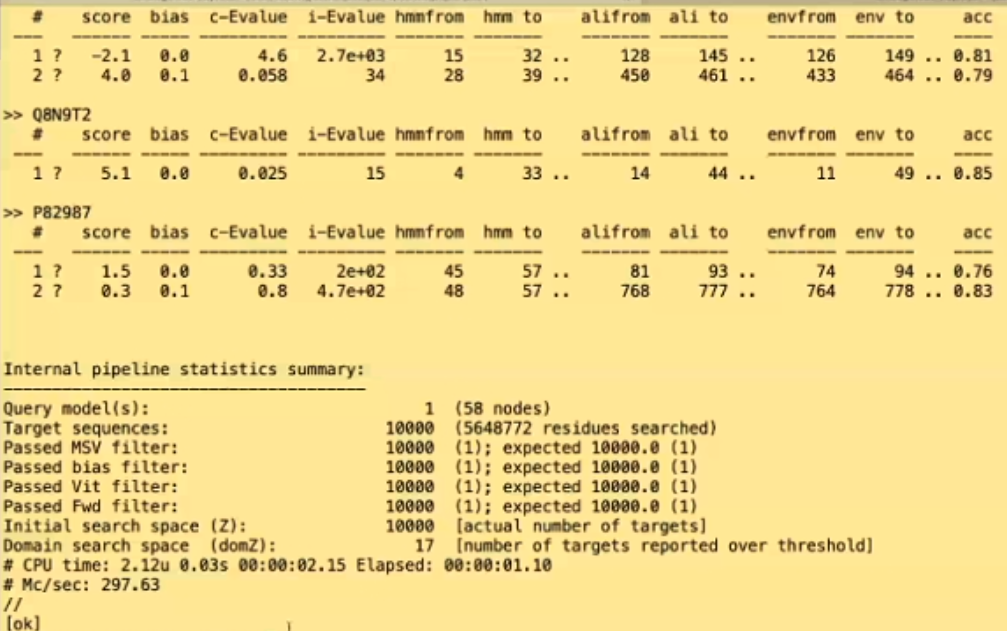 #    score  bias  c-Evalue  i-Evalue hmmfrom  hmm to    alifrom  ali to    envfrom  env to     acc
---   ------ ----- --------- --------- ------- -------    ------- -------    ------- -------    ----
1 ?   -2.1   0.0       4.6   2.7e+03      15      32 ..     128     145 ..     126     149 .. 0.81
2 ?    4.0   0.1     0.058        34      28      39 ..     450     461 ..     433     464 .. 0.79
>> Q8N9T2
#    score  bias  c-Evalue  i-Evalue hmmfrom  hmm to    alifrom  ali to    envfrom  env to     acc
---   ------ ----- --------- --------- ------- -------    ------- -------    ------- -------    ----
1 ?    5.1   0.0     0.025        15       4      33 ..      14      44 ..      11      49 .. 0.85
>> P82987
#    score  bias  c-Evalue  i-Evalue hmmfrom  hmm to    alifrom  ali to    envfrom  env to     acc
---   ------ ----- --------- --------- ------- -------    ------- -------    ------- -------    ----
1 ?    1.5   0.0      0.33     2e+02      45      57 ..      81      93 ..      74      94 .. 0.76
2 ?    0.3   0.1       0.8   4.7e+02      48      57 ..     768     777 ..     764     778 .. 0.83
Internal pipeline statistics summary:
-------------------------------------
Query model(s):                            1  (58 nodes)
Target sequences:                      10000  (5648772 residues searched)
Passed MSV filter:                     10000  (1); expected 10000.0 (1)
Passed bias filter:                    10000  (1); expected 10000.0 (1)
Passed Vit filter:                     10000  (1); expected 10000.0 (1)
Passed Fwd filter:                     10000  (1); expected 10000.0 (1)
Initial search space (Z):              10000  [actual number of targets]
Domain search space  (domZ):              17  [number of targets reported over threshold]
# CPU time: 2.12u 0.03s 00:00:02.15 Elapsed: 00:00:01.10
# Mc/sec: 297.63
//
[ok]